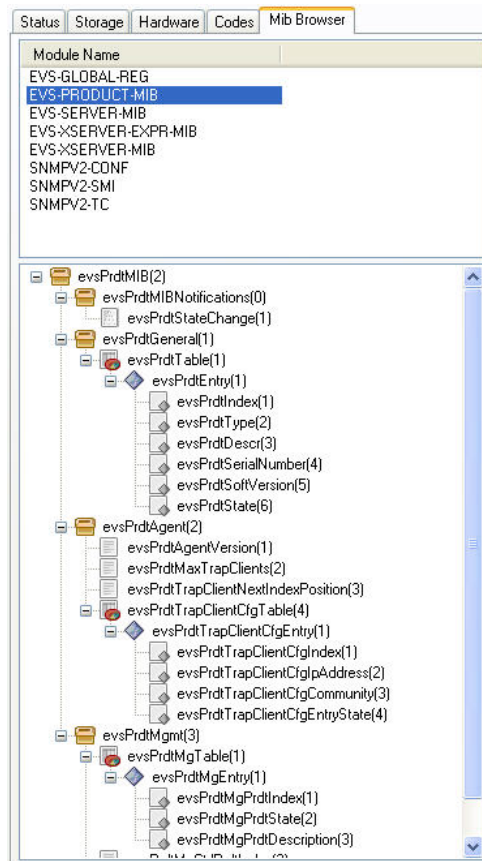 Status Storage Hardware Codes Mib Browser
Module Name
EVS-GLOBAL-REG
EVS-PRODUCT-MIB
EVS-SERVER-MIB
EVS-XSERVER-EXPR-MIB
EVS-XSERVER-MIB
SNMPV2-CONF
SNMPV2-SMI
SNMPV2-TC
evsPrdtMIB(2)
evsPrdtMIBNotifications(0)
evsPrdtStateChange(1)
evsPrdtGeneral(1)
evsPrdtTable(1)
evsPrdtEntry(1)
evsPrdtIndex(1)
evsPrdtType(2)
evsPrdtDescr(3)
evsPrdtSerialNumber(4)
evsPrdtSoftVersion(5)
evsPrdtState(6)
evsPrdtAgent(2)
evsPrdtAgentVersion(1)
evsPrdtMaxTrapClients(2)
evsPrdtTrapClientNextIndexPosition(3)
evsPrdtTrapClientCfgTable(4)
evsPrdtTrapClientCfgEntry(1)
evsPrdtTrapClientCfgIndex(1)
evsPrdtTrapClientCfgIpAddress(2)
evsPrdtTrapClientCfgCommunity(3)
evsPrdtTrapClientCfgEntryState(4)
evsPrdtMgmt(3)
evsPrdtMgTable(1)
evsPrdtMgEntry(1)
evsPrdtMgPrdtIndex(1)
evsPrdtMgPrdtState(2)
evsPrdtMgPrdtDescription(3)